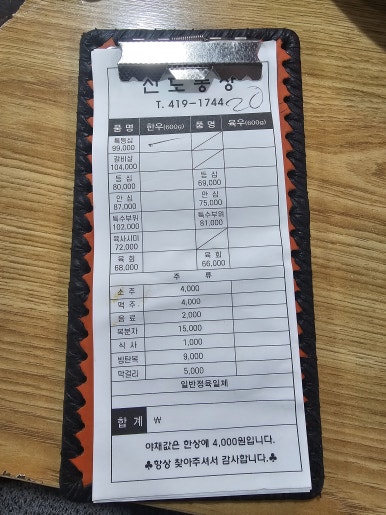 신토공상
T. 419-1744 20
품 명 한우(600g) 품 명 육우(600g)
특등심
99,000
갈비살
104,000
등 심 등 심
80,000 69,000
안 심 안 심
87,000 75,000
특수부위 특수부위
102,000 81,000
육사시미
72,000
육 회 육 회
68,000 66,000
주 류
소 주 4,000
맥 주 4,000
음 료 2,000
복분자 15,000
식 사 1,000
빙탄복 9,000
막걸리 5,000
일반정육일체
합 계 ₩
야채값은 한상에 4,000원입니다.
♣항상 찾아주셔서 감사합니다.♣